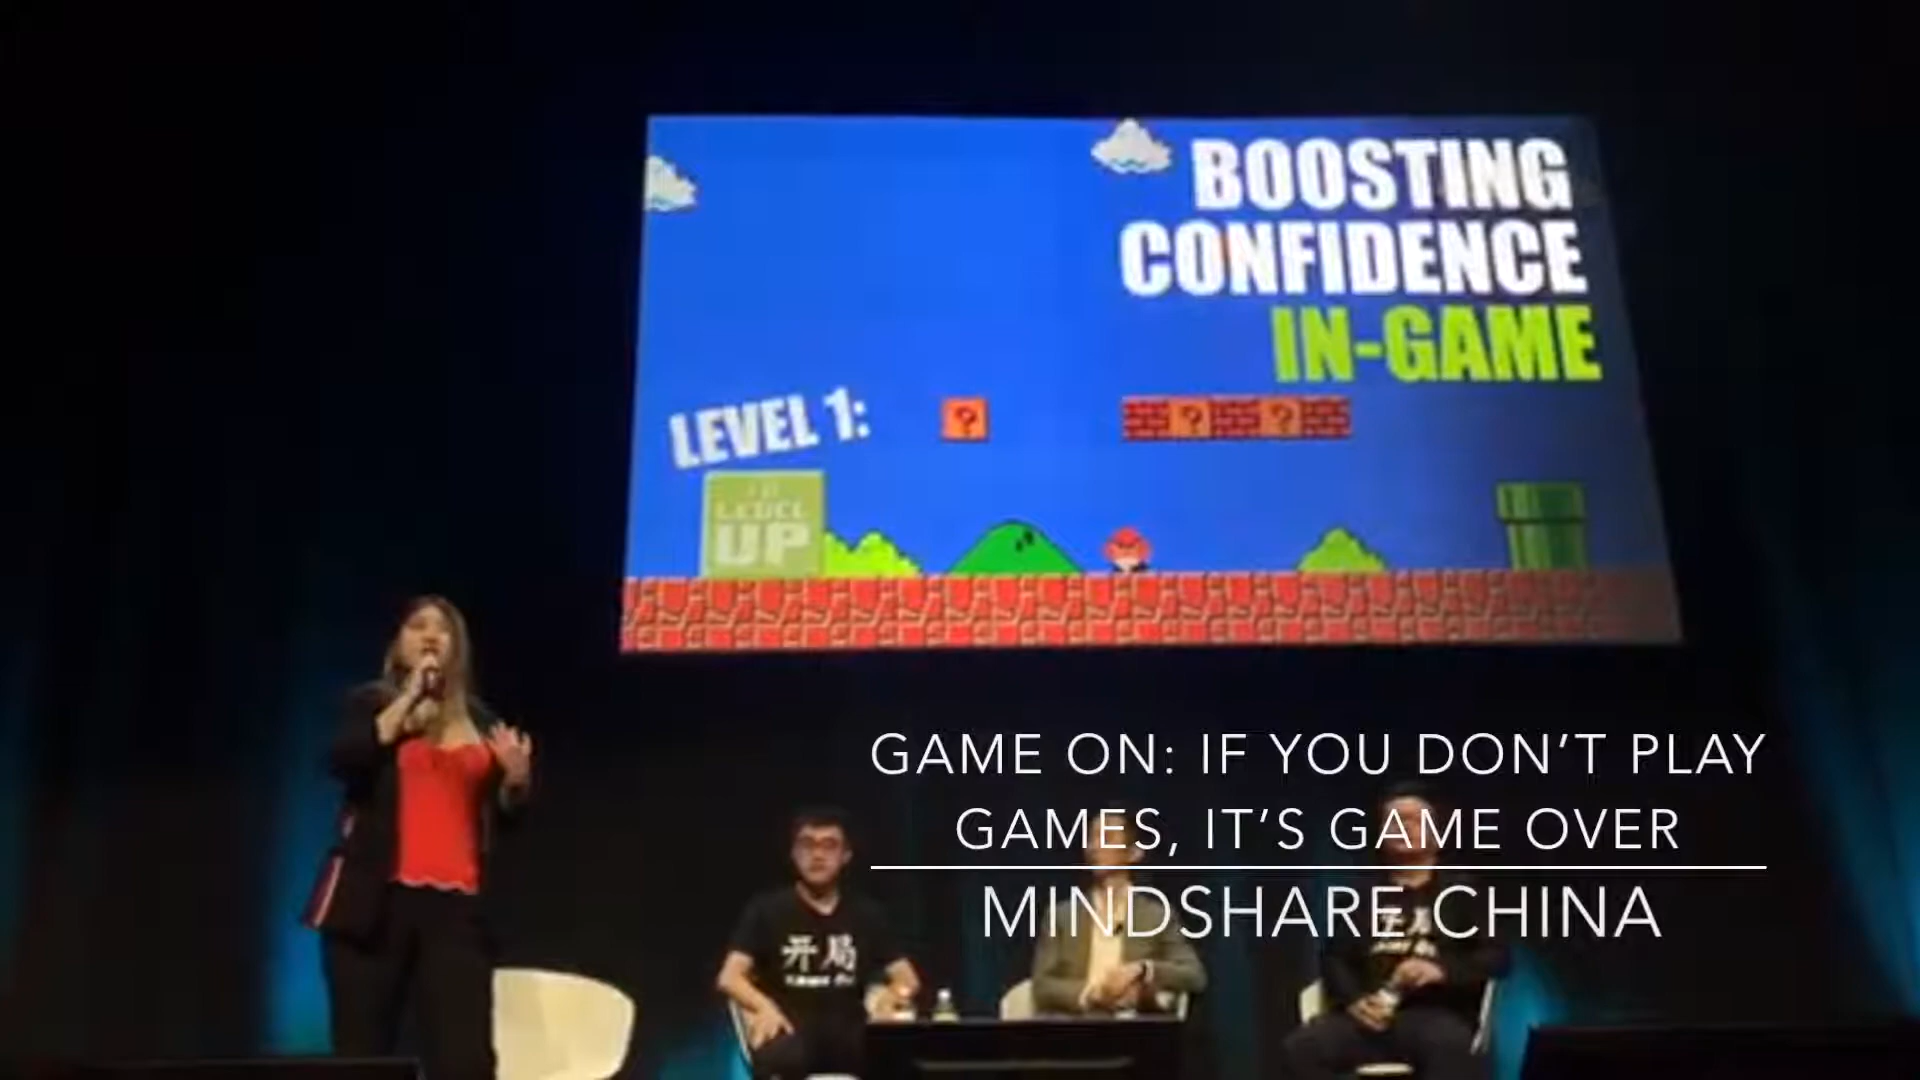 BOOSTING
CONFIDENCE
IN-GAME
LEVEL 1:
?
? ?
LEVEL
UP
GAME ON: IF YOU DON'T PLAY
GAMES, IT'S GAME OVER
MINDSHARE CHINA
开局